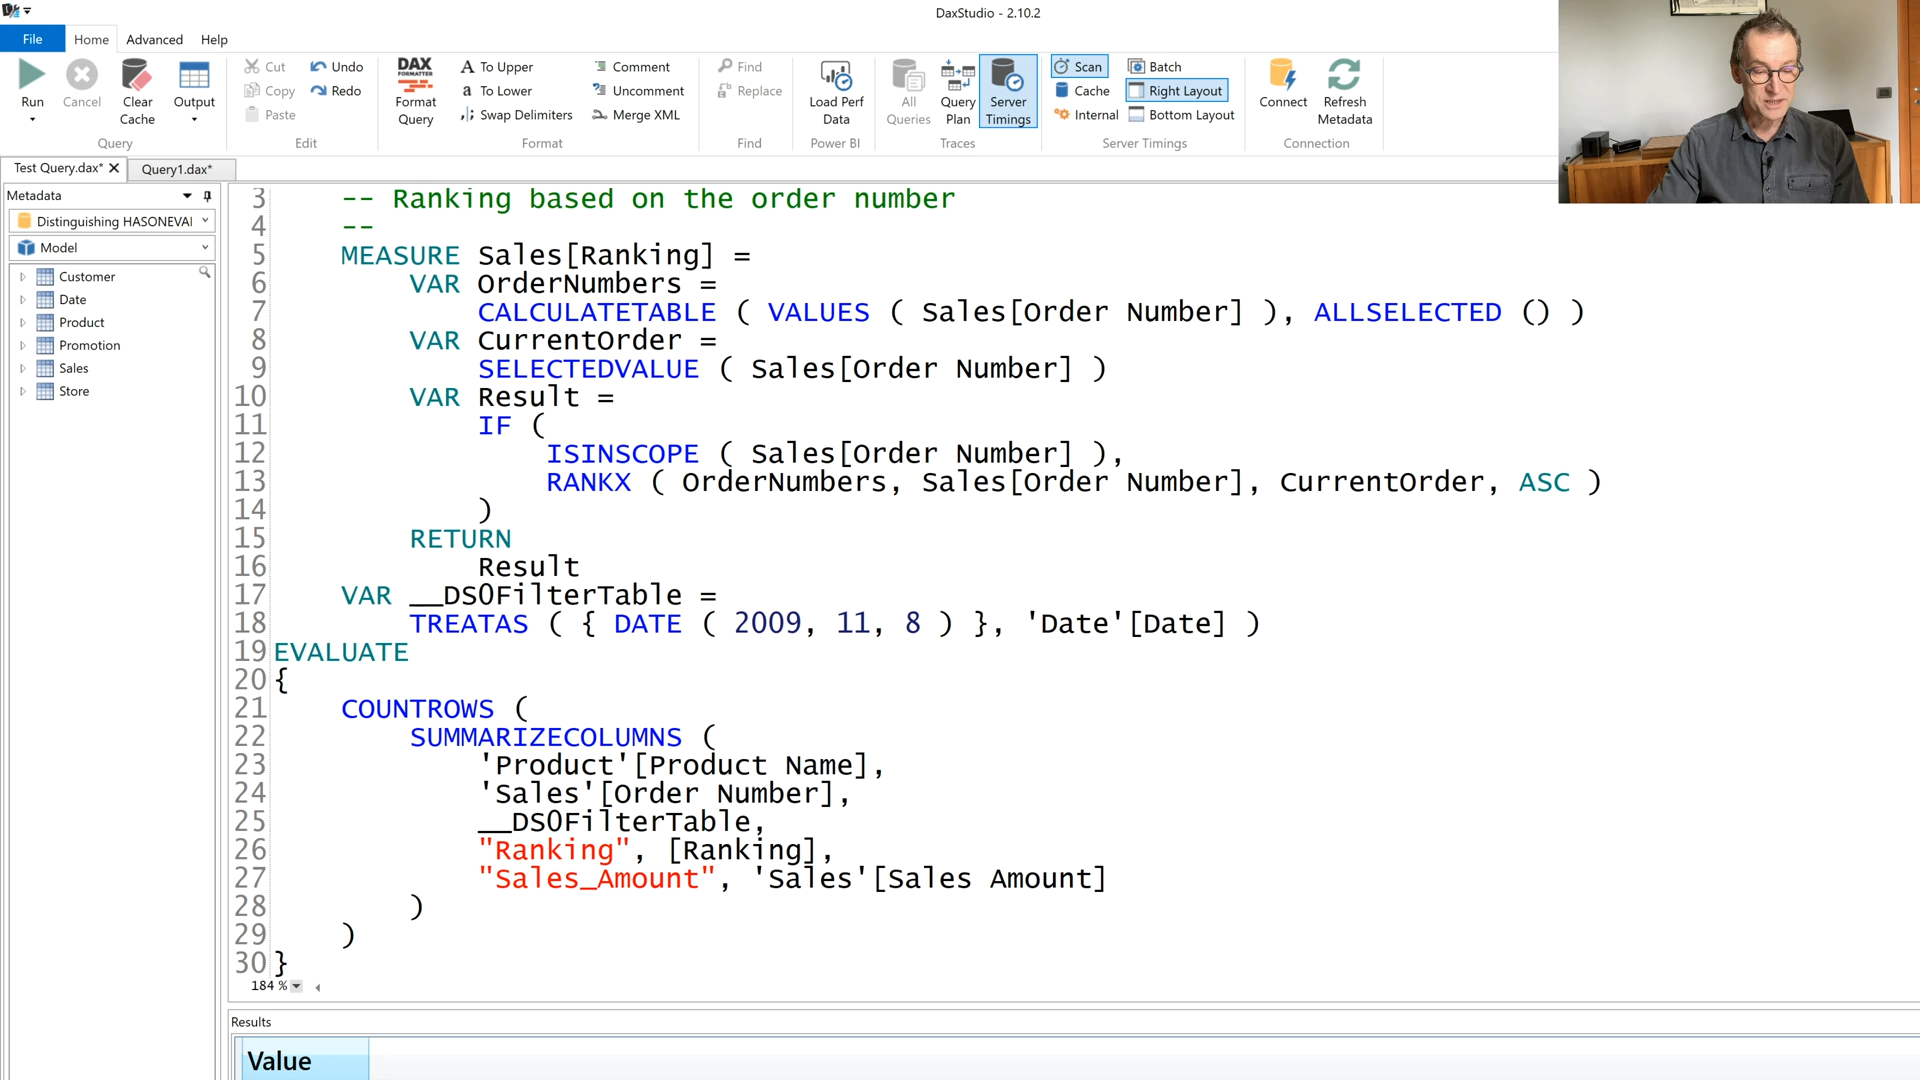 DaxStudio - 2.10.2
File Home Advanced Help
Run
Cancel
Clear Cache
Output
Query
Cut
Copy
Paste
Undo
Redo
Edit
DAX
FORMATTER
Format Query
To Upper
To Lower
Swap Delimiters
Comment
Uncomment
Merge XML
Format
Find
Replace
Find
Load Perf Data
Power BI
All Queries
Query Plan
Server Timings
Traces
Scan
Cache
Internal
Batch
Right Layout
Bottom Layout
Server Timings
Connect
Refresh Metadata
Connection
Test Query.dax*
Query1.dax*
Metadata
Distinguishing HASONEVAI
Model
Customer
Date
Product
Promotion
Sales
Store
3 -- Ranking based on the order number
4 --
5 MEASURE Sales[Ranking] =
6 VAR OrderNumbers =
7 CALCULATETABLE ( VALUES ( Sales[Order Number] ), ALLSELECTED () )
8 VAR CurrentOrder =
9 SELECTEDVALUE ( Sales[Order Number] )
10 VAR Result =
11 IF (
12 ISINSCOPE ( Sales[Order Number] ),
13 RANKX ( OrderNumbers, Sales[Order Number], CurrentOrder, ASC )
14 )
15 RETURN
16 Result
17 VAR __DS0FilterTable =
18 TREATAS ( { DATE ( 2009, 11, 8 ) }, 'Date'[Date] )
19 EVALUATE
20 {
21 COUNTROWS (
22 SUMMARIZECOLUMNS (
23 'Product'[Product Name],
24 'Sales'[Order Number],
25 __DS0FilterTable,
26 "Ranking", [Ranking],
27 "Sales_Amount", 'Sales'[Sales Amount]
28 )
29 )
30 }
184 %
Results
Value